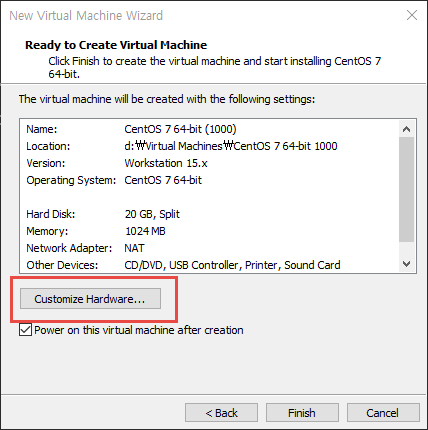 New Virtual Machine Wizard
Ready to Create Virtual Machine
Click Finish to create the virtual machine and start installing CentOS 7
64-bit.
The virtual machine will be created with the following settings:
Name: CentOS 7 64-bit (1000)
Location: d:₩Virtual Machines₩CentOS 7 64-bit 1000
Version: Workstation 15.x
Operating System: CentOS 7 64-bit
Hard Disk: 20 GB, Split
Memory: 1024 MB
Network Adapter: NAT
Other Devices: CD/DVD, USB Controller, Printer, Sound Card
Customize Hardware...
Power on this virtual machine after creation
< Back Finish Cancel